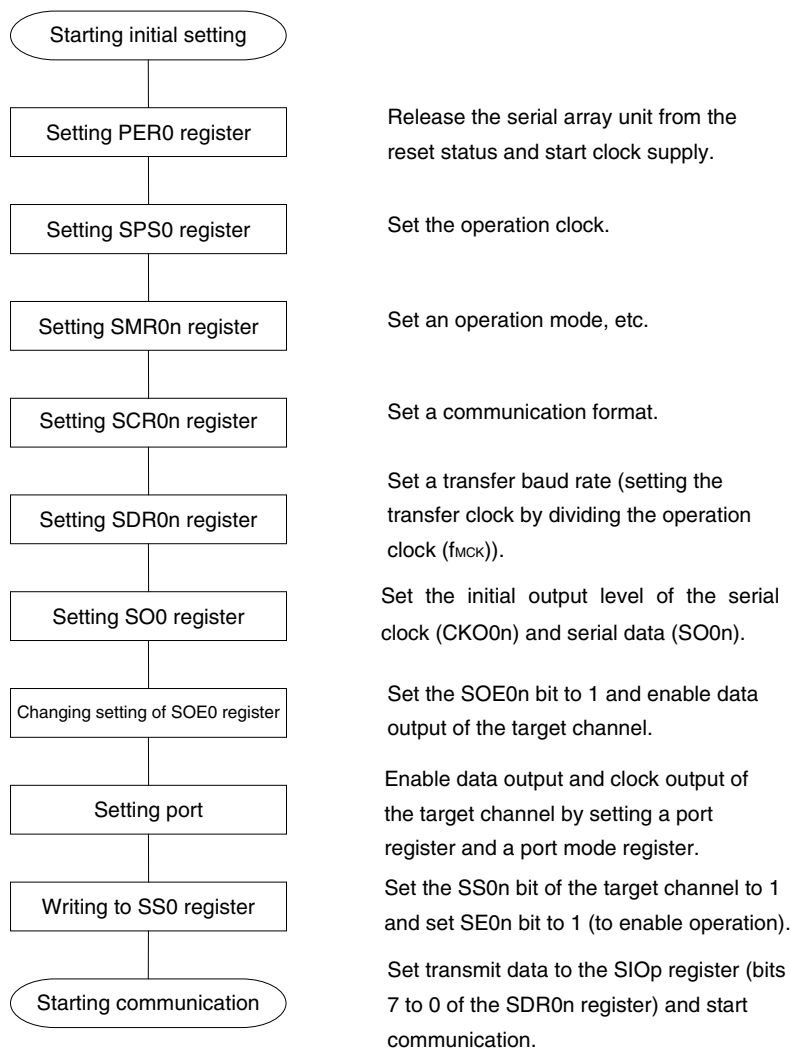 Starting initial setting
Setting PER0 register
Release the serial array unit from the
reset status and start clock supply.
Setting SPS0 register
Set the operation clock.
Setting SMR0n register
Set an operation mode, etc.
Setting SCR0n register
Set a communication format.
Setting SDR0n register
Set a transfer baud rate (setting the
transfer clock by dividing the operation
clock (fMCK)).
Setting SO0 register
Set the initial output level of the serial
clock (CKO0n) and serial data (SO0n).
Changing setting of SOE0 register
Set the SOE0n bit to 1 and enable data
output of the target channel.
Setting port
Enable data output and clock output of
the target channel by setting a port
register and a port mode register.
Writing to SS0 register
Set the SS0n bit of the target channel to 1
and set SE0n bit to 1 (to enable operation).
Starting communication
Set transmit data to the SIOp register (bits
7 to 0 of the SDR0n register) and start
communication.